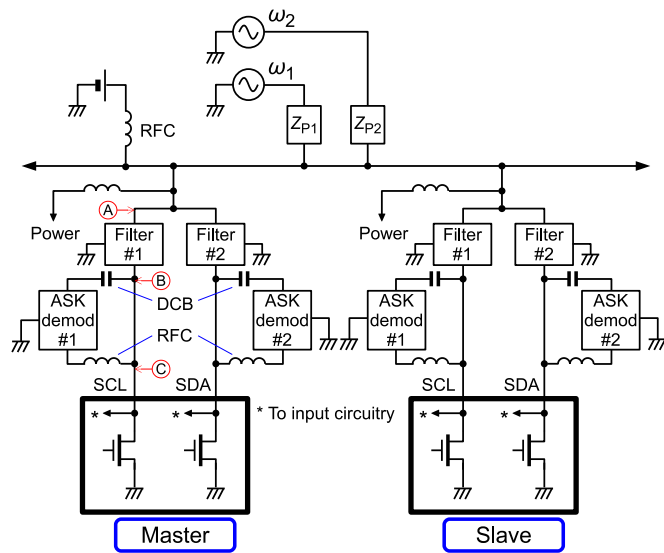 ω2
ω1
RFC
ZP1
ZP2
A
Power
Filter
#1
Filter
#2
Filter
#1
Filter
#2
Power
B
DCB
ASK
demod
#1
ASK
demod
#2
ASK
demod
#1
ASK
demod
#2
RFC
C
SCL
SDA
SCL
SDA
*
*
* To input circuitry
*
*
Master
Slave